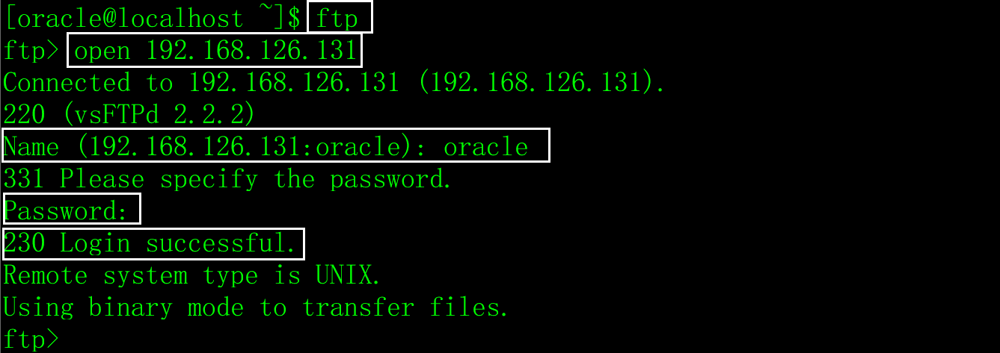 [oracle@localhost ~]$ ftp
ftp> open 192.168.126.131
Connected to 192.168.126.131 (192.168.126.131).
220 (vsFTPd 2.2.2)
Name (192.168.126.131:oracle): oracle
331 Please specify the password.
Password:
230 Login successful.
Remote system type is UNIX.
Using binary mode to transfer files.
ftp>